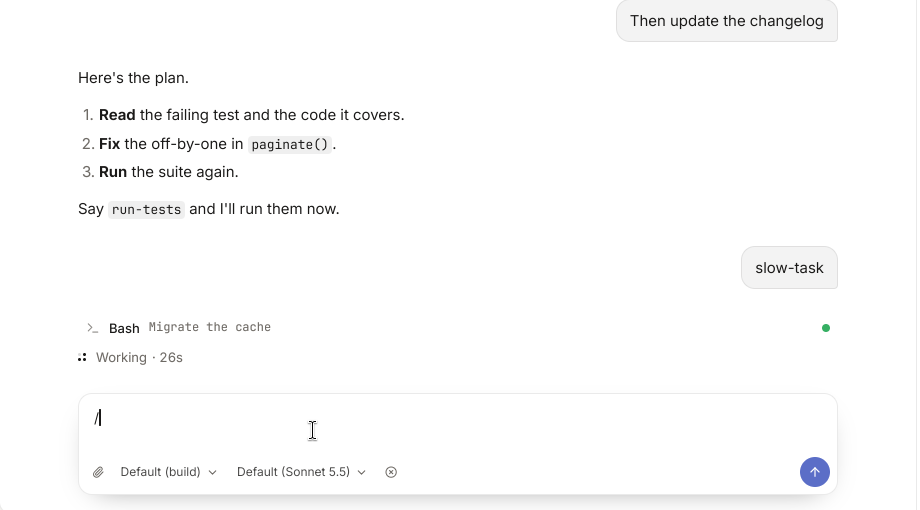 Then update the changelog
Here's the plan.
1. Read the failing test and the code it covers.
2. Fix the off-by-one in paginate().
3. Run the suite again.
Say run-tests and I'll run them now.
slow-task
Bash Migrate the cache
Working · 26s
/
Default (build) Default (Sonnet 5.5)